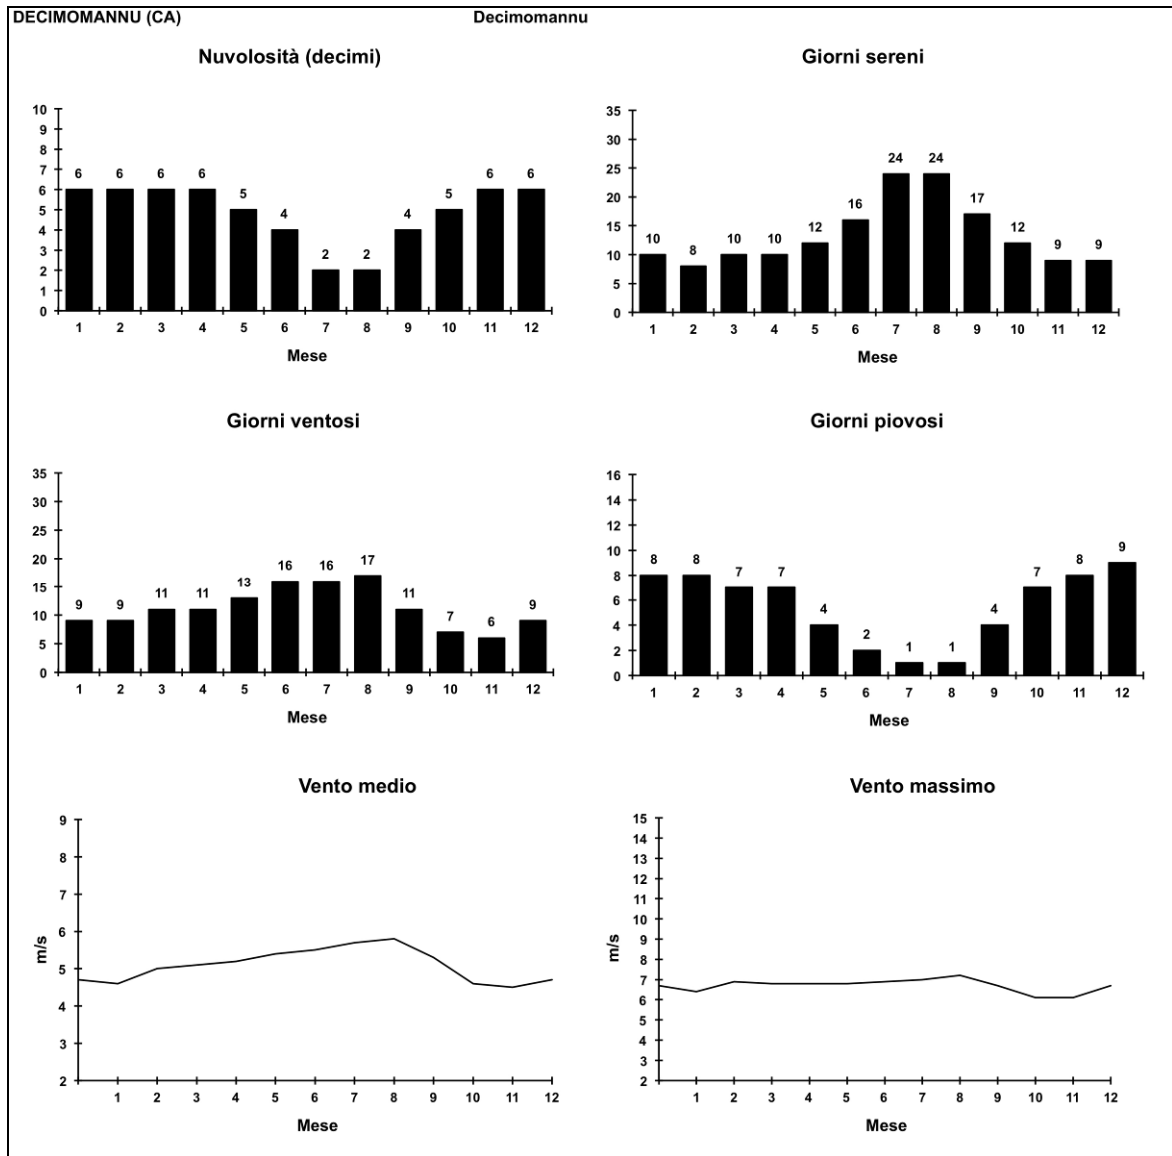 DECIMOMANNU (CA) Decimomannu
Nuvolosità (decimi)
10
9
8
7
6
5
4
3
2
1
0
6 6 6 6 5 4 2 2 4 5 6 6
1 2 3 4 5 6 7 8 9 10 11 12
Mese
Giorni sereni
35
30
25
20
15
10
5
0
10 8 10 10 12 16 24 24 17 12 9 9
1 2 3 4 5 6 7 8 9 10 11 12
Mese
Giorni ventosi
35
30
25
20
15
10
5
0
9 9 11 11 13 16 16 17 11 7 6 9
1 2 3 4 5 6 7 8 9 10 11 12
Mese
Giorni piovosi
16
14
12
10
8
6
4
2
0
8 8 7 7 4 2 1 1 4 7 8 9
1 2 3 4 5 6 7 8 9 10 11 12
Mese
Vento medio
m/s
9
8
7
6
5
4
3
2
1 2 3 4 5 6 7 8 9 10 11 12
Mese
Vento massimo
m/s
15
14
13
12
11
10
9
8
7
6
5
4
3
2
1 2 3 4 5 6 7 8 9 10 11 12
Mese